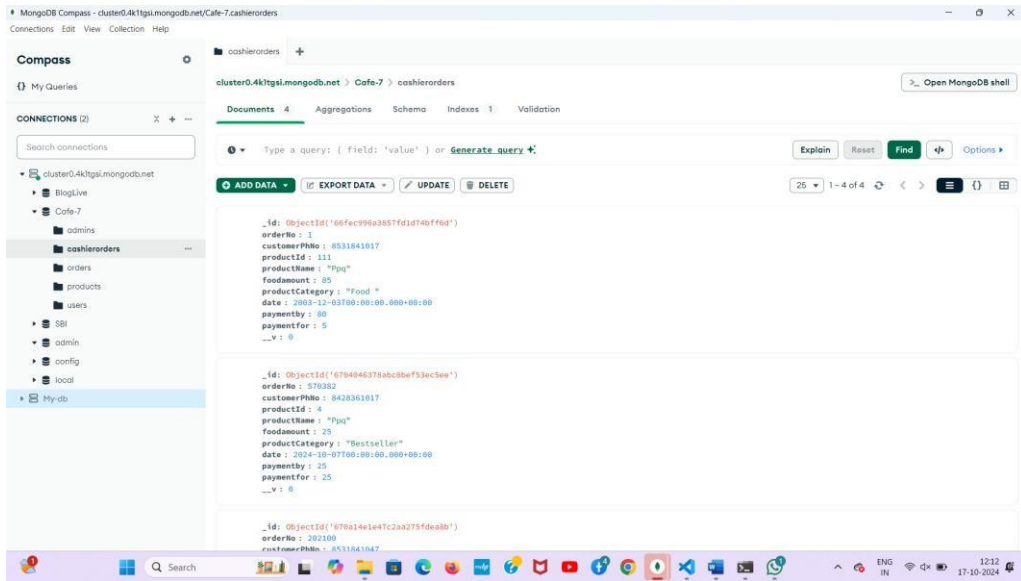 MongoDB Compass - cluster0.4k1tgsi.mongodb.net/Cafe-7.cashierorders
Connections Edit View Collection Help
Compass
cashierorders
{} My Queries
cluster0.4k1tgsi.mongodb.net > Cafe-7 > cashierorders
>_ Open MongoDB shell
Documents 4 Aggregations Schema Indexes 1 Validation
CONNECTIONS (2)
Search connections
Type a query: { field: 'value' } or Generate query
Explain Reset Find </> Options
cluster0.4k1tgsi.mongodb.net
BlogLive
Cafe-7
admins
cashierorders
orders
products
users
SBI
admin
config
local
My-db
ADD DATA EXPORT DATA UPDATE DELETE
25 1 – 4 of 4 {}
_id: ObjectId('66fec996a3857fd1d74bff6d')
orderNo : 1
customerPhNo : 8531841017
productId : 111
productName : "Ppq"
foodamount : 85
productCategory : "Food "
date : 2003-12-03T00:00:00.000+00:00
paymentby : 80
paymentfor : 5
__v : 0
_id: ObjectId('6704046378abc8bef53ec5ee')
orderNo : 570382
customerPhNo : 8428361017
productId : 4
productName : "Ppq"
foodamount : 25
productCategory : "Bestseller"
date : 2024-10-07T00:00:00.000+00:00
paymentby : 25
paymentfor : 25
__v : 0
_id: ObjectId('670a14e1e47c2aa275fdea8b')
orderNo : 202100
customerPhNo : 8531841047
Search
ENG
IN
12:12
17-10-2024